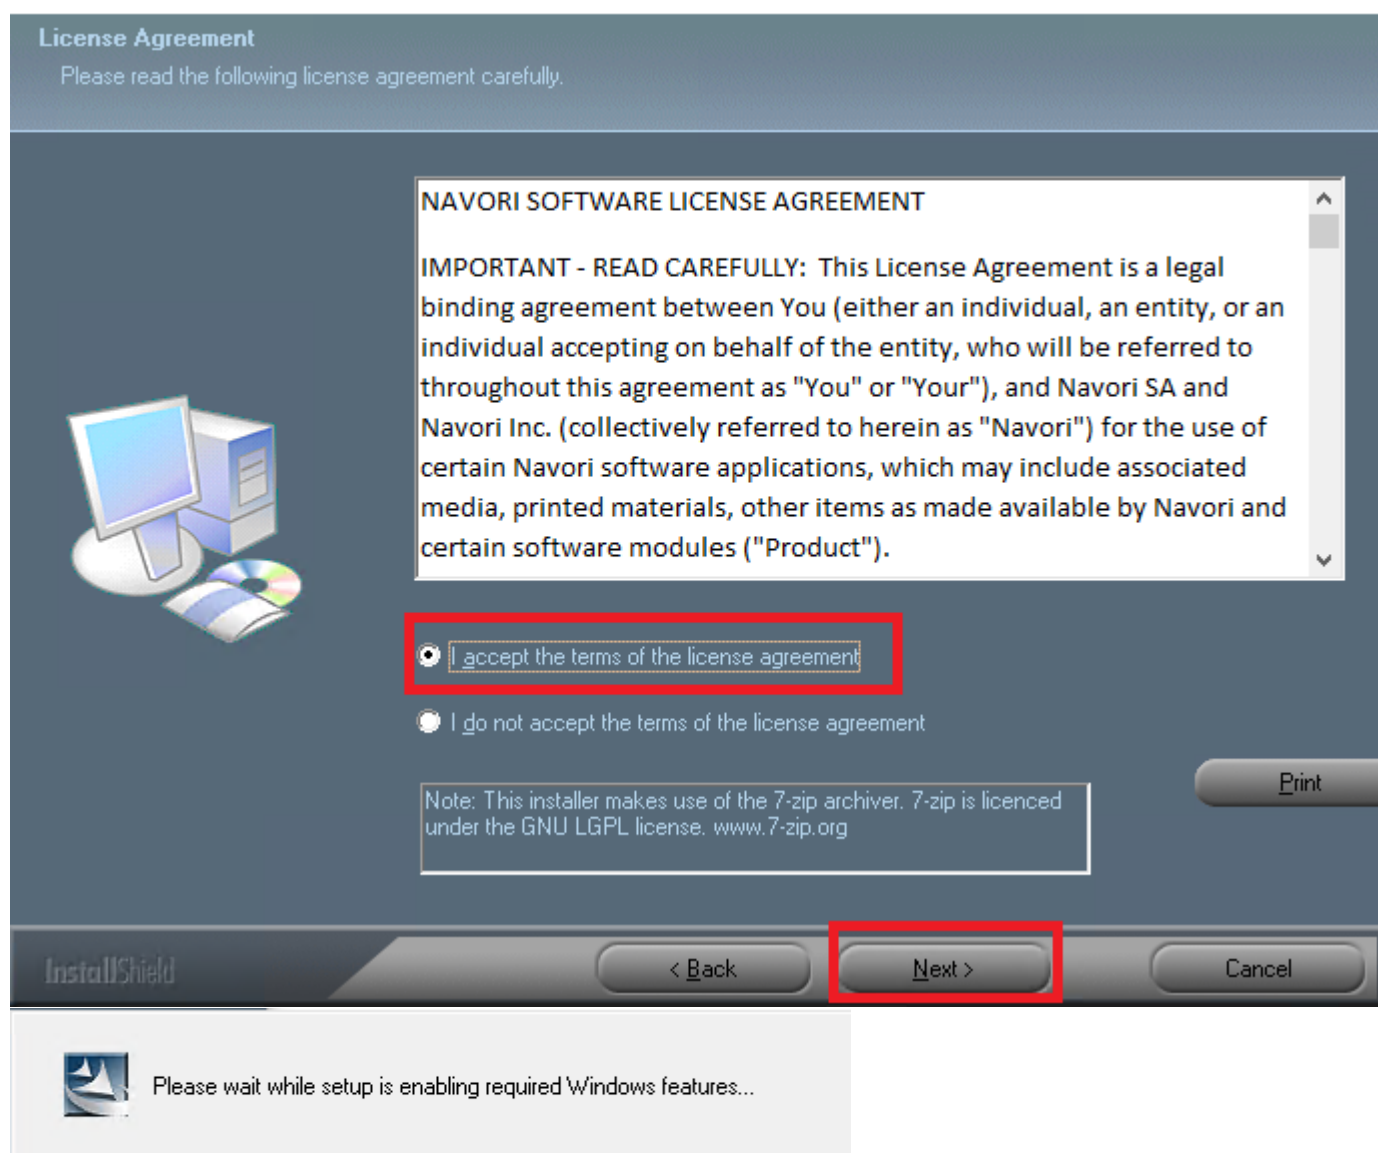 License Agreement
Please read the following license agreement carefully.
NAVORI SOFTWARE LICENSE AGREEMENT
IMPORTANT - READ CAREFULLY:  This License Agreement is a legal
binding agreement between You (either an individual, an entity, or an
individual accepting on behalf of the entity, who will be referred to
throughout this agreement as "You" or "Your"), and Navori SA and
Navori Inc. (collectively referred to herein as "Navori") for the use of
certain Navori software applications, which may include associated
media, printed materials, other items as made available by Navori and
certain software modules ("Product").
I accept the terms of the license agreement
I do not accept the terms of the license agreement
Print
Note: This installer makes use of the 7-zip archiver. 7-zip is licenced
under the GNU LGPL license. www.7-zip.org
InstallShield
< Back
Next >
Cancel
Please wait while setup is enabling required Windows features...